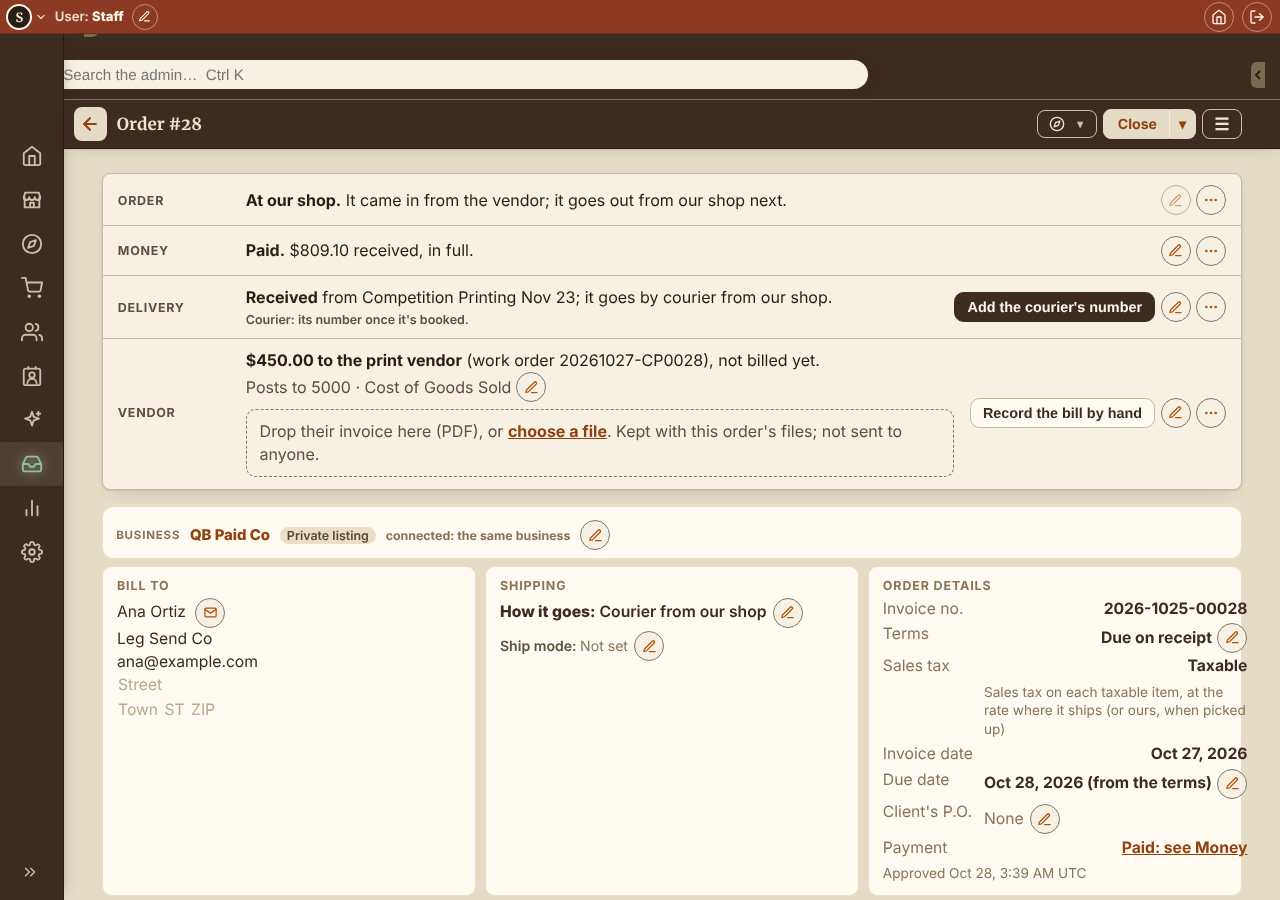 S
User: Staff
Search the admin… Ctrl K
Order #28
Close
ORDER
At our shop. It came in from the vendor; it goes out from our shop next.
MONEY
Paid. $809.10 received, in full.
DELIVERY
Received from Competition Printing Nov 23; it goes by courier from our shop.
Courier: its number once it's booked.
Add the courier's number
VENDOR
$450.00 to the print vendor (work order 20261027-CP0028), not billed yet.
Posts to 5000 · Cost of Goods Sold
Drop their invoice here (PDF), or choose a file. Kept with this order's files; not sent to
anyone.
Record the bill by hand
BUSINESS QB Paid Co Private listing connected: the same business
BILL TO
Ana Ortiz
Leg Send Co
ana@example.com
Street
Town ST ZIP
SHIPPING
How it goes: Courier from our shop
Ship mode: Not set
ORDER DETAILS
Invoice no. 2026-1025-00028
Terms Due on receipt
Sales tax Taxable
Sales tax on each taxable item, at the
rate where it ships (or ours, when picked
up)
Invoice date Oct 27, 2026
Due date Oct 28, 2026 (from the terms)
Client's P.O. None
Payment Paid: see Money
Approved Oct 28, 3:39 AM UTC